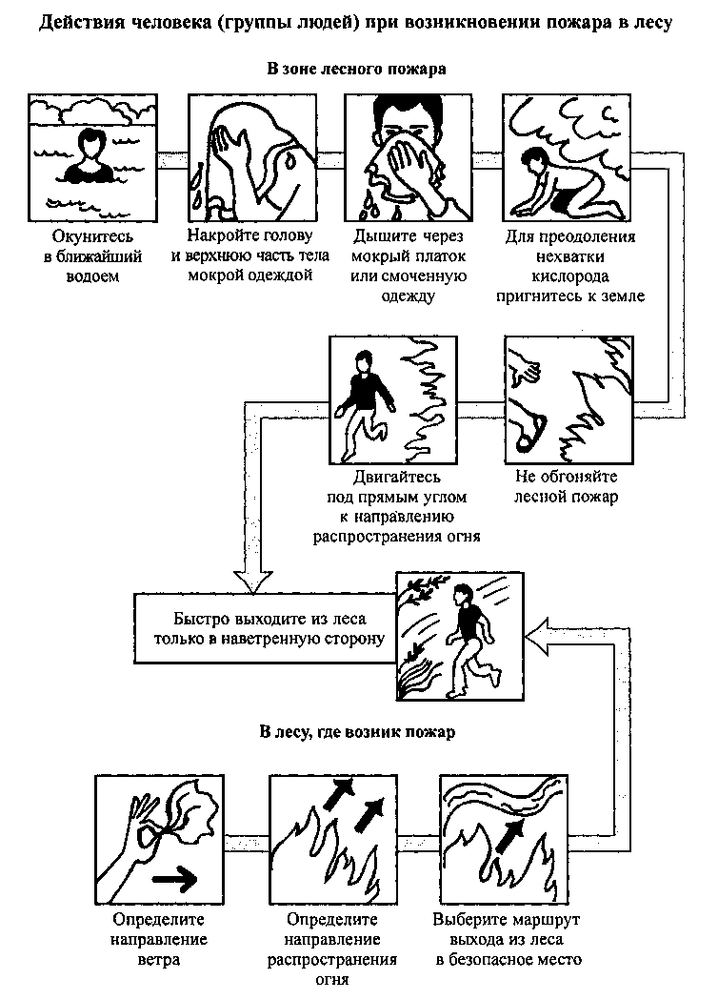 Действия человека (группы людей) при возникновении пожара в лесу
В зоне лесного пожара
Окунитесь
в ближайший
водоем
Накройте голову
и верхнюю часть тела
мокрой одеждой
Дышите через
мокрый платок
или смоченную
одежду
Для преодоления
нехватки
кислорода
пригнитесь к земле
Двигайтесь
под прямым углом
к направлению
распространения огня
Не обгоняйте
лесной пожар
Быстро выходите из леса
только в наветренную сторону
В лесу, где возник пожар
Определите
направление
ветра
Определите
направление
распространения
огня
Выберите маршрут
выхода из леса
в безопасное место